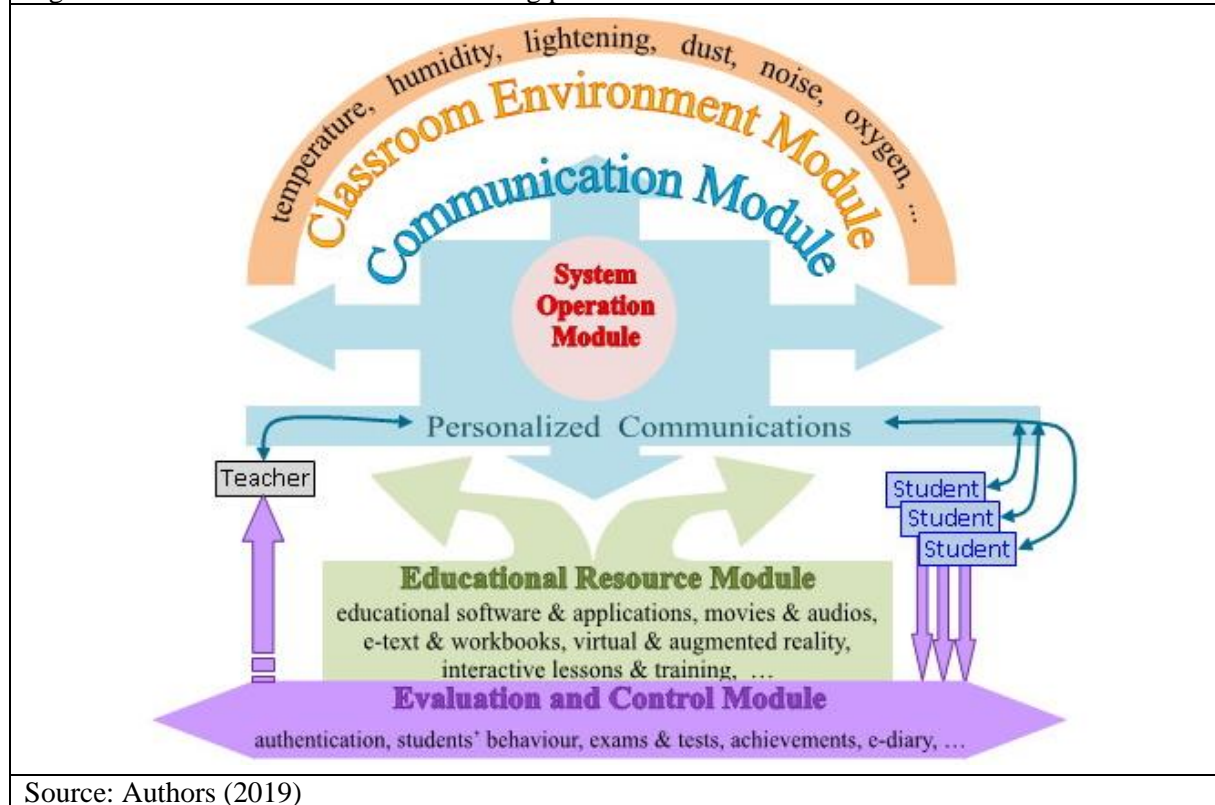 temperature, humidity, lightening, dust, noise, oxygen, ...
Classroom Environment Module
Communication Module
System
Operation
Module
Personalized Communications
Teacher
Student
Student
Student
Educational Resource Module
educational software & applications, movies & audios,
e-text & workbooks, virtual & augmented reality,
interactive lessons & training, ...
Evaluation and Control Module
authentication, students’ behaviour, exams & tests, achievements, e-diary, ...
Source: Authors (2019)